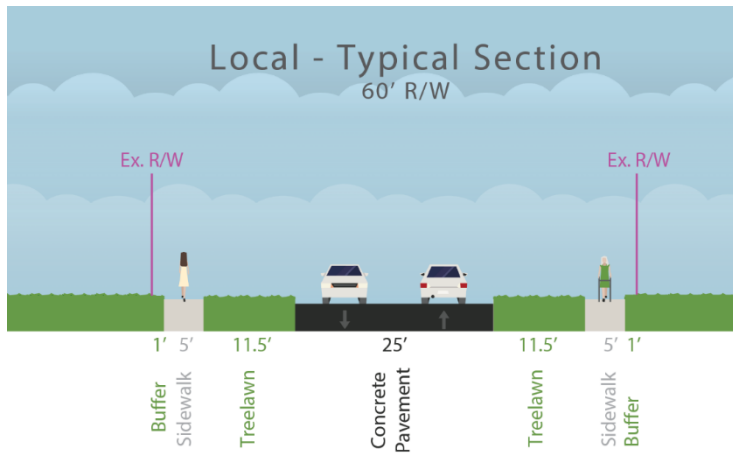 Local - Typical Section
60’ R/W
Ex. R/W
Ex. R/W
1’ 5’ 11.5’ 25’ 11.5’ 5’ 1’
Buffer
Sidewalk
Treelawn
Concrete
Pavement
Treelawn
Sidewalk
Buffer